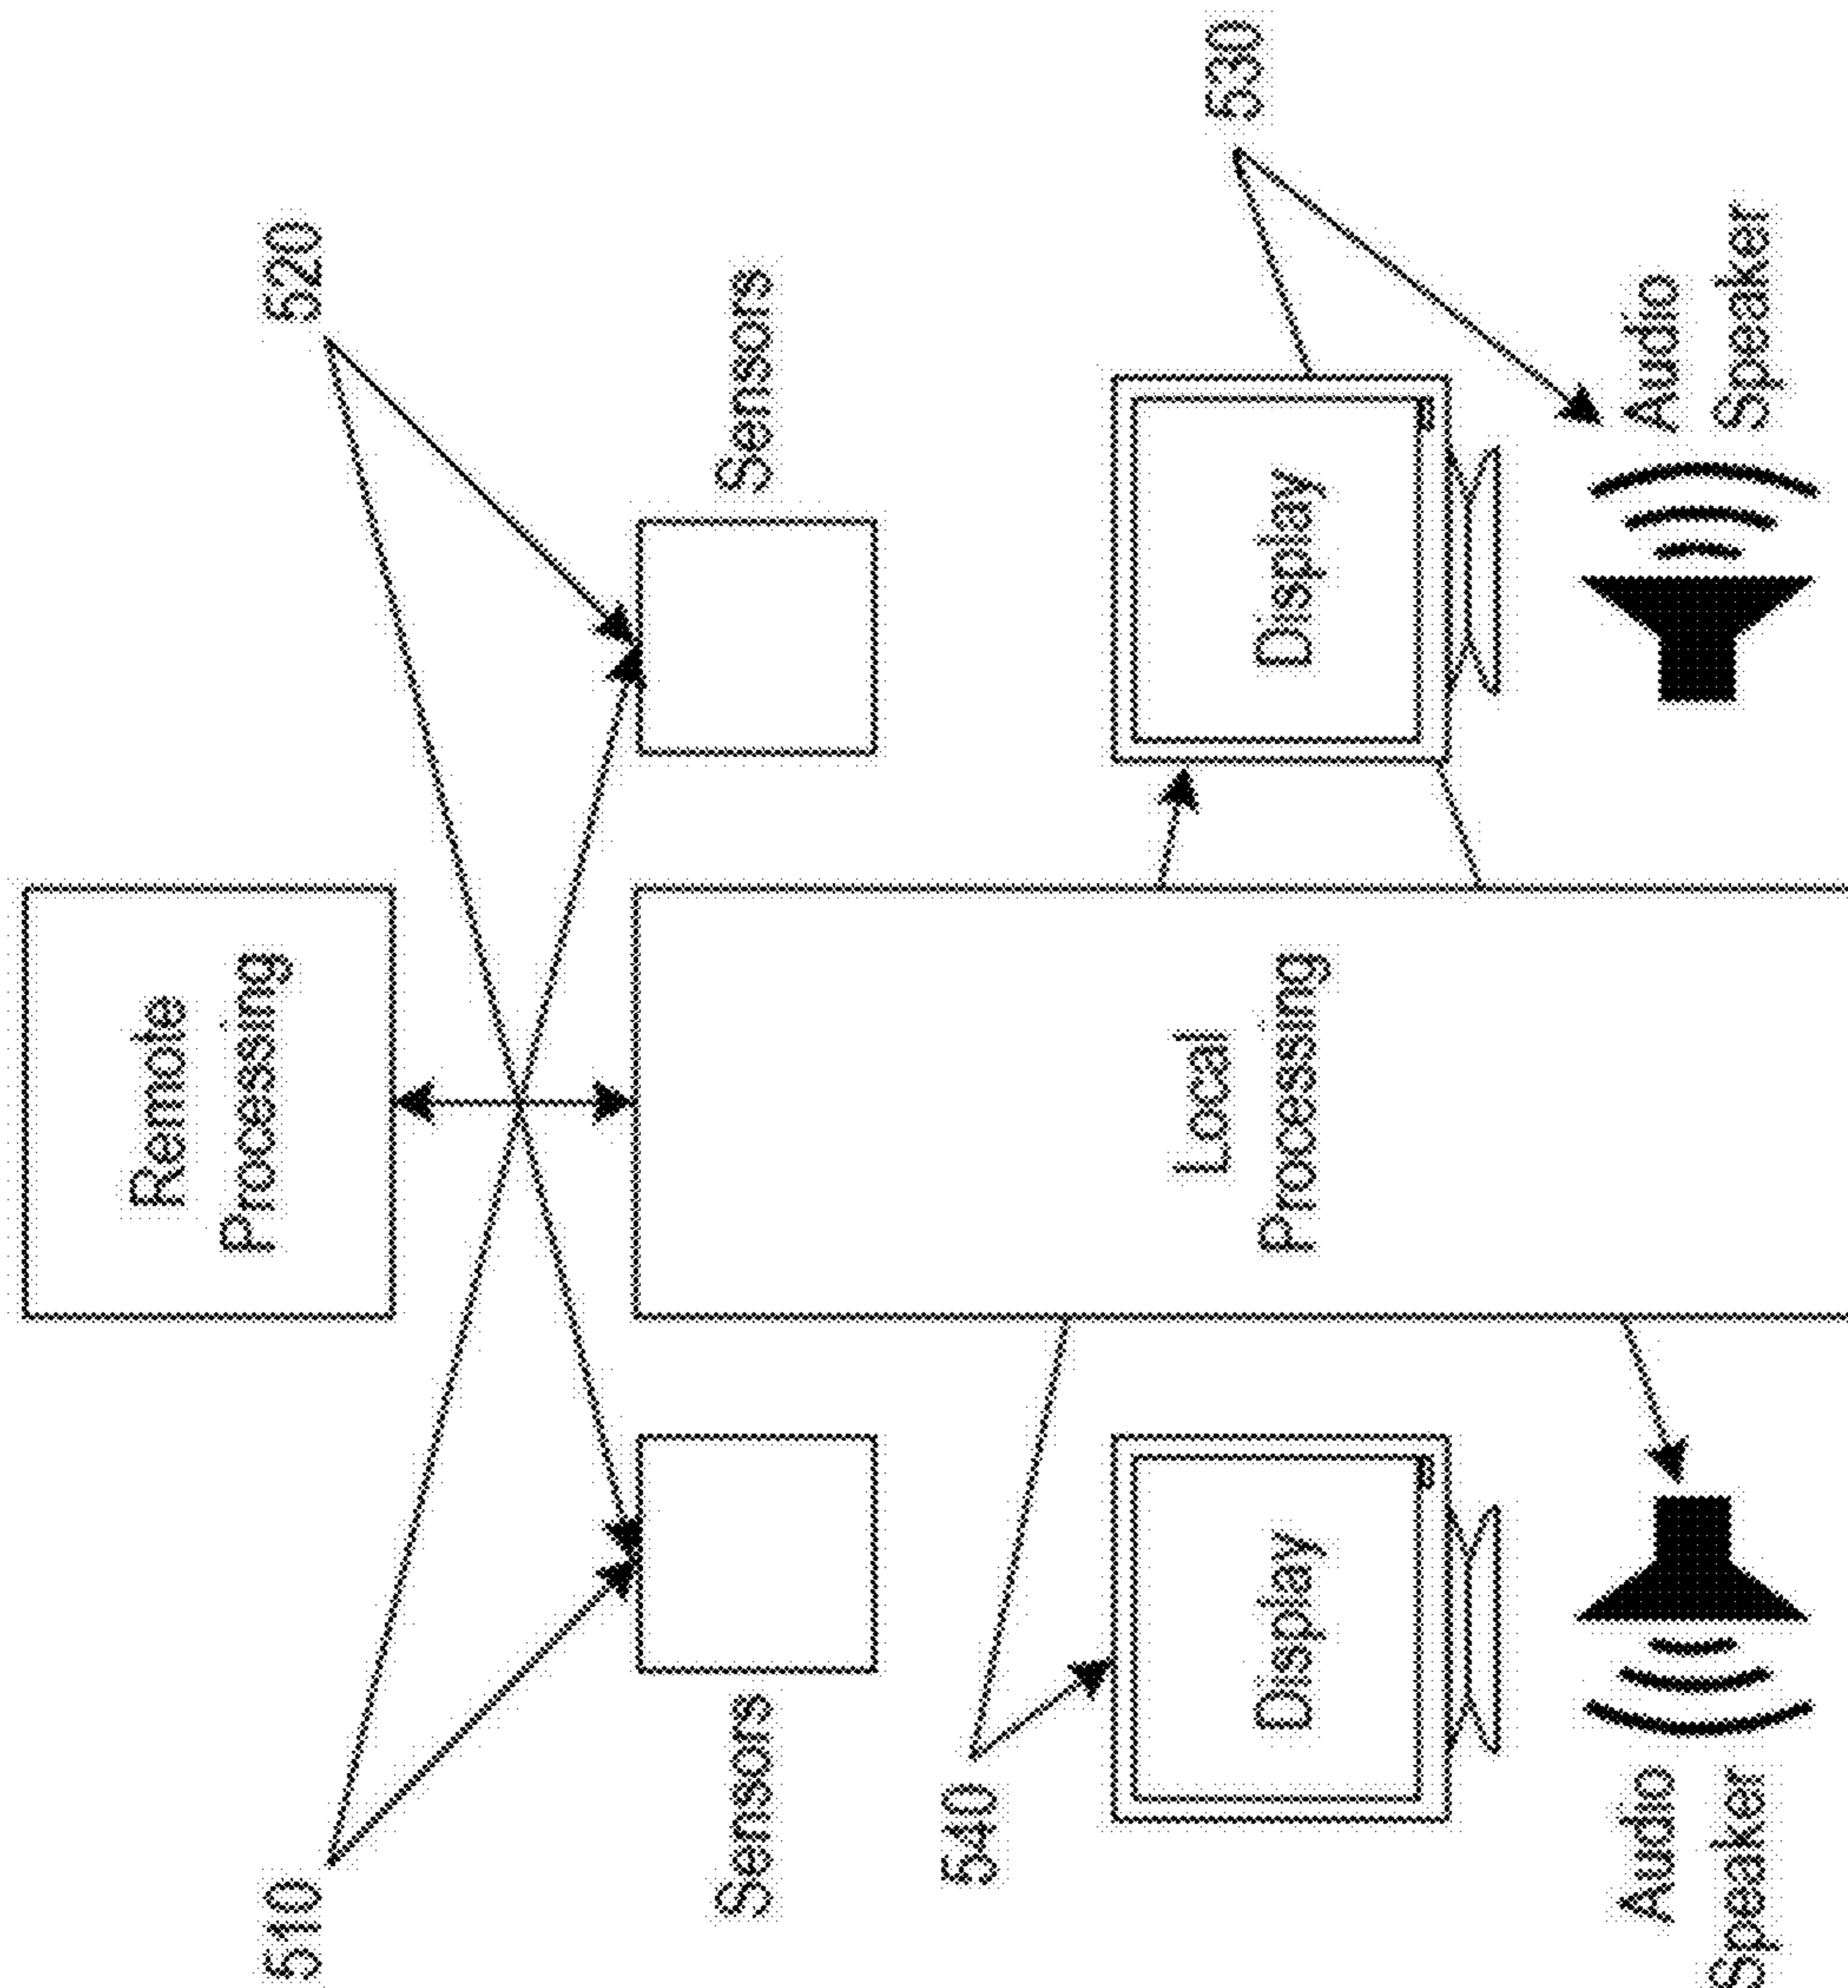 520
Remote
Processing
510
Sensors
Sensors
530
540
Display
Local
Processing
Display
Audio
Speaker
Audio
Speaker